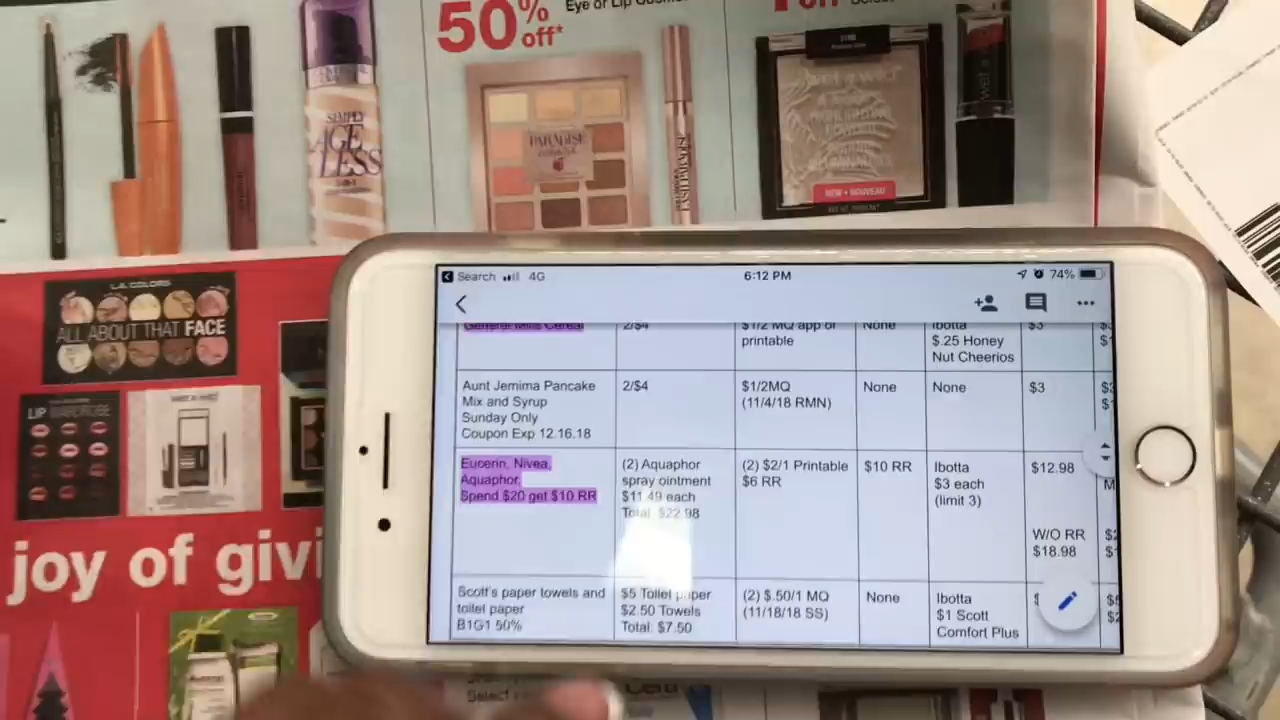 50%
off*
Eye or Lip
SIMPLY
AGE
LESS
PARADISE
NEW • NOUVEAU
wet n wild
L.A. COLORS
ALL ABOUT THAT FACE
LIP WARDROBE
joy of givi
Search 4G 6:12 PM 74%
General Mills Cereal
2/$4
$1/2 MQ app or
printable
None
Ibotta
$.25 Honey
Nut Cheerios
$3
Aunt Jemima Pancake
Mix and Syrup
Sunday Only
Coupon Exp 12.16.18
2/$4
$1/2MQ
(11/4/18 RMN)
None
None
$3
Eucerin, Nivea,
Aquaphor,
Spend $20 get $10 RR
(2) Aquaphor
spray ointment
$11.49 each
Total: $22.98
(2) $2/1 Printable
$6 RR
$10 RR
Ibotta
$3 each
(limit 3)
$12.98
W/O RR
$18.98
Scott's paper towels and
toilet paper
B1G1 50%
$5 Toilet paper
$2.50 Towels
Total: $7.50
(2) $.50/1 MQ
(11/18/18 SS)
None
Ibotta
$1 Scott
Comfort Plus